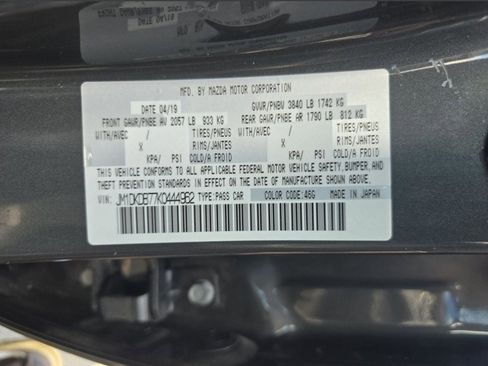 MFG. BY MAZDA MOTOR CORPORATION
DATE 04/19 GVWR/PNBV 3840 LB 1742 KG
FRONT GAWR/PNBE AV 2057 LB 933 KG REAR GAWR/PNBE AR 1790 LB 812 KG
WITH/AVEC / TIRES/PNEUS WITH/AVEC / TIRES/PNEUS
X RIMS/JANTES X RIMS/JANTES
KPA/ PSI COLD/A FROID KPA/ PSI COLD/A FROID
THIS VEHICLE CONFORMS TO ALL APPLICABLE FEDERAL MOTOR VEHICLE SAFETY, BUMPER, AND
THEFT PREVENTION STANDARDS IN EFFECT ON THE DATE OF MANUFACTURE SHOWN ABOVE.
VIN: TYPE:PASS CAR COLOR CODE:46G MADE IN JAPAN